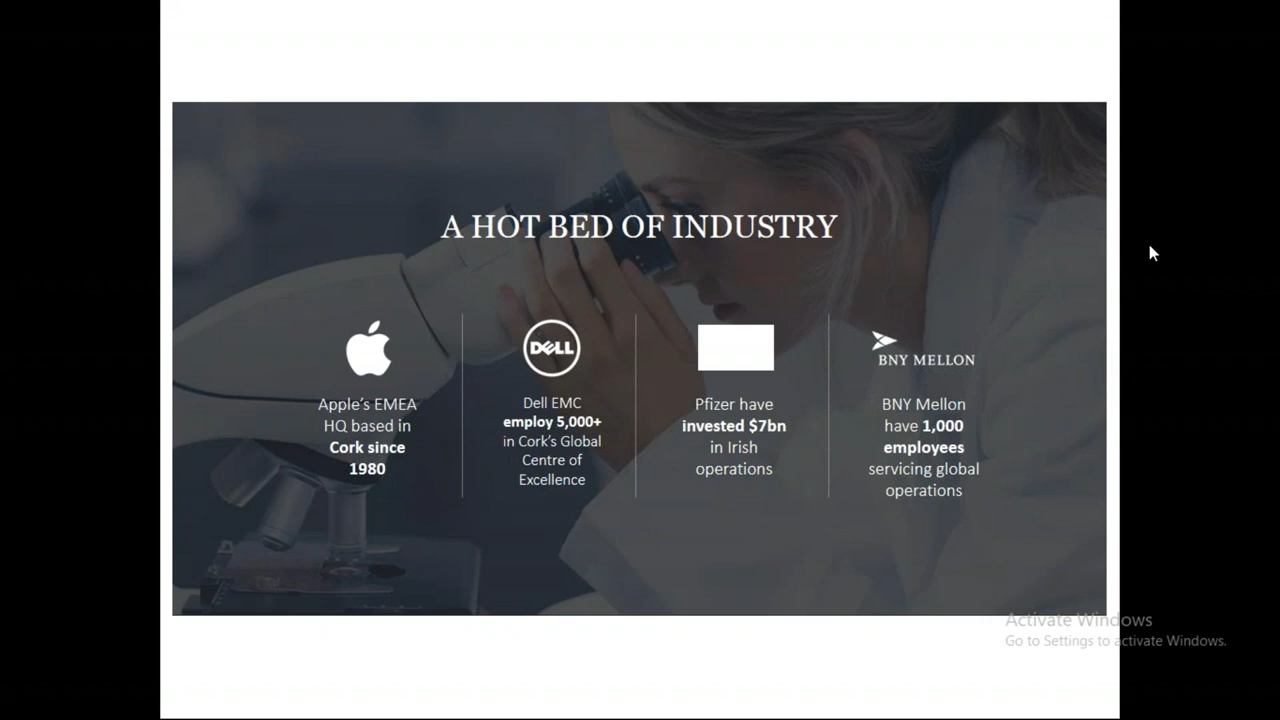 A HOT BED OF INDUSTRY
DELL
BNY MELLON
Apple's EMEA
HQ based in
Cork since
1980
Dell EMC
employ 5,000+
in Cork's Global
Centre of
Excellence
Pfizer have
invested $7bn
in Irish
operations
BNY Mellon
have 1,000
employees
servicing global
operations
Activate Windows
Go to Settings to activate Windows.